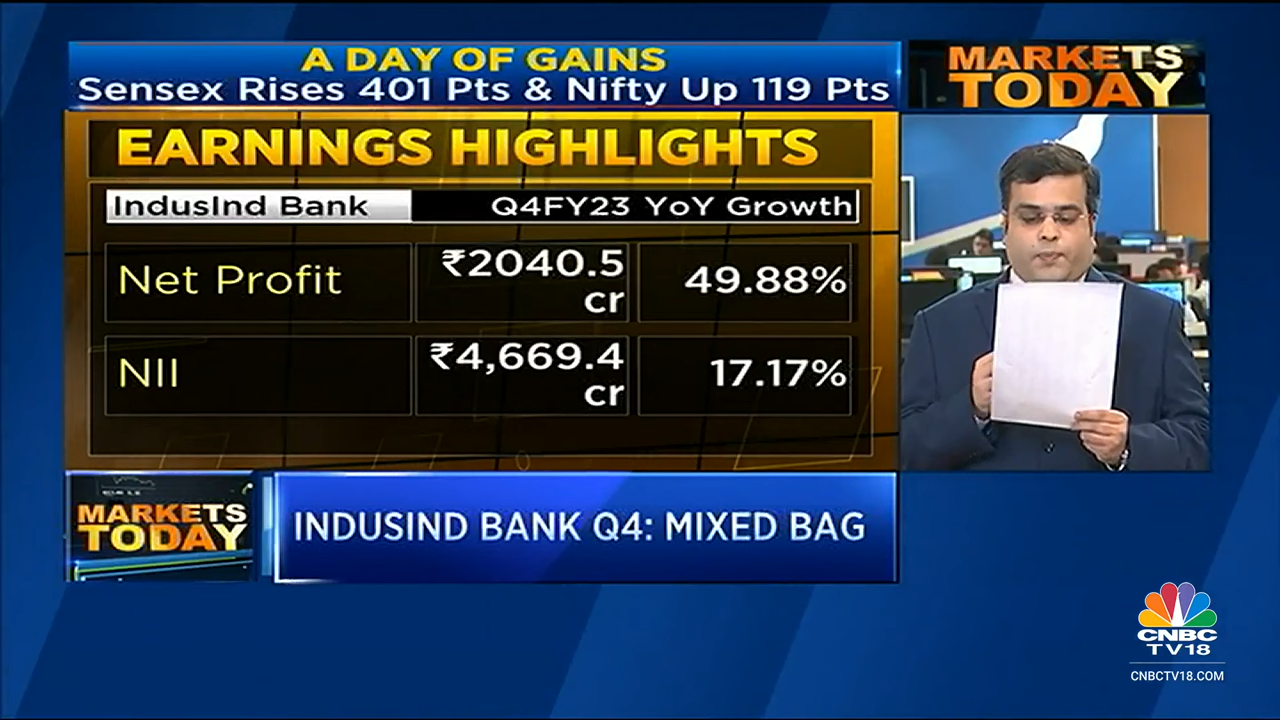 A DAY OF GAINS
Sensex Rises 401 Pts & Nifty Up 119 Pts
MARKETS
TODAY
EARNINGS HIGHLIGHTS
IndusInd Bank Q4FY23 YoY Growth
Net Profit ₹2040.5 cr 49.88%
NII ₹4,669.4 cr 17.17%
MARKETS
TODAY
INDUSIND BANK Q4: MIXED BAG
CNBC
TV18
CNBCTV18.COM